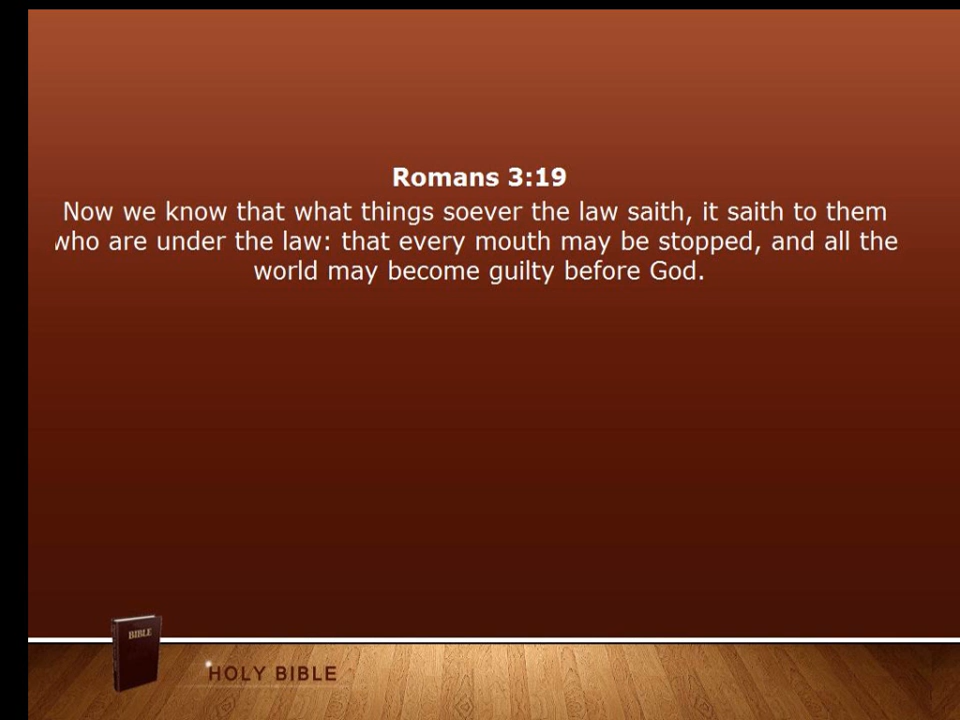 Romans 3:19
Now we know that what things soever the law saith, it saith to them
who are under the law: that every mouth may be stopped, and all the
world may become guilty before God.
BIBLE
HOLY BIBLE